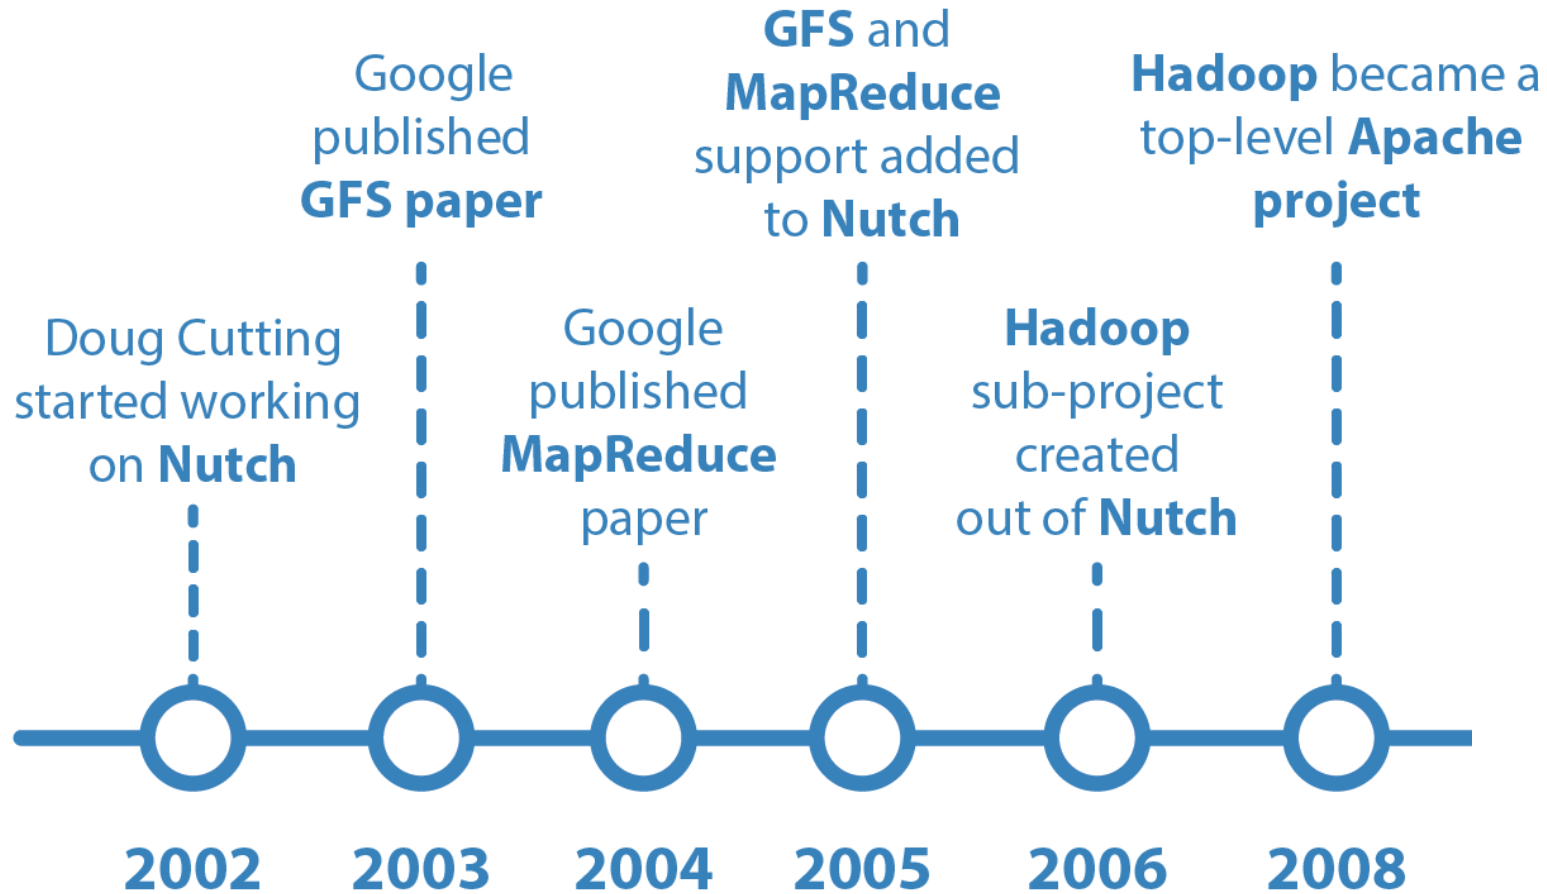 Doug Cutting
started working
on Nutch
2002
Google
published
GFS paper
2003
Google
published
MapReduce
paper
2004
GFS and
MapReduce
support added
to Nutch
2005
Hadoop
sub-project
created
out of Nutch
2006
Hadoop became a
top-level Apache
project
2008